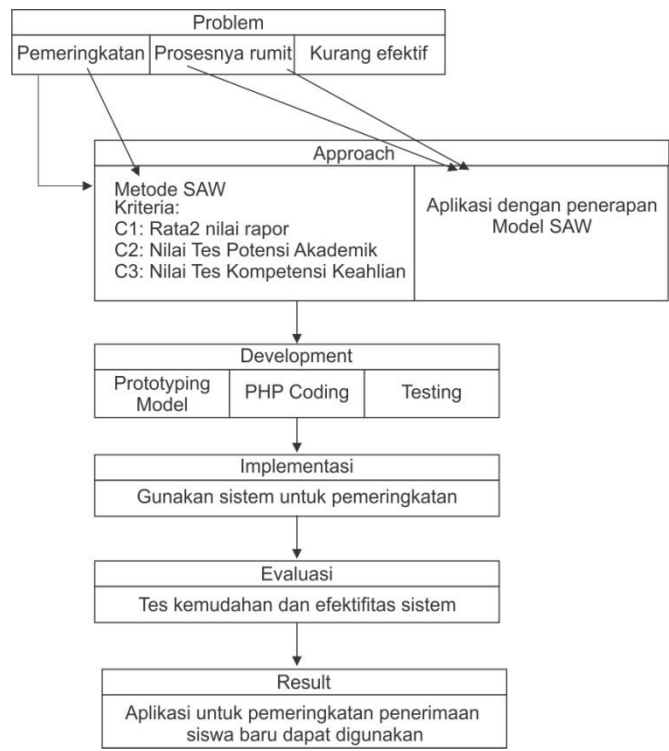 Problem
Pemeringkatan
Prosesnya rumit
Kurang efektif
Approach
Metode SAW
Kriteria:
C1: Rata2 nilai rapor
C2: Nilai Tes Potensi Akademik
C3: Nilai Tes Kompetensi Keahlian
Aplikasi dengan penerapan
Model SAW
Development
Prototyping
Model
PHP Coding
Testing
Implementasi
Gunakan sistem untuk pemeringkatan
Evaluasi
Tes kemudahan dan efektifitas sistem
Result
Aplikasi untuk pemeringkatan penerimaan
siswa baru dapat digunakan